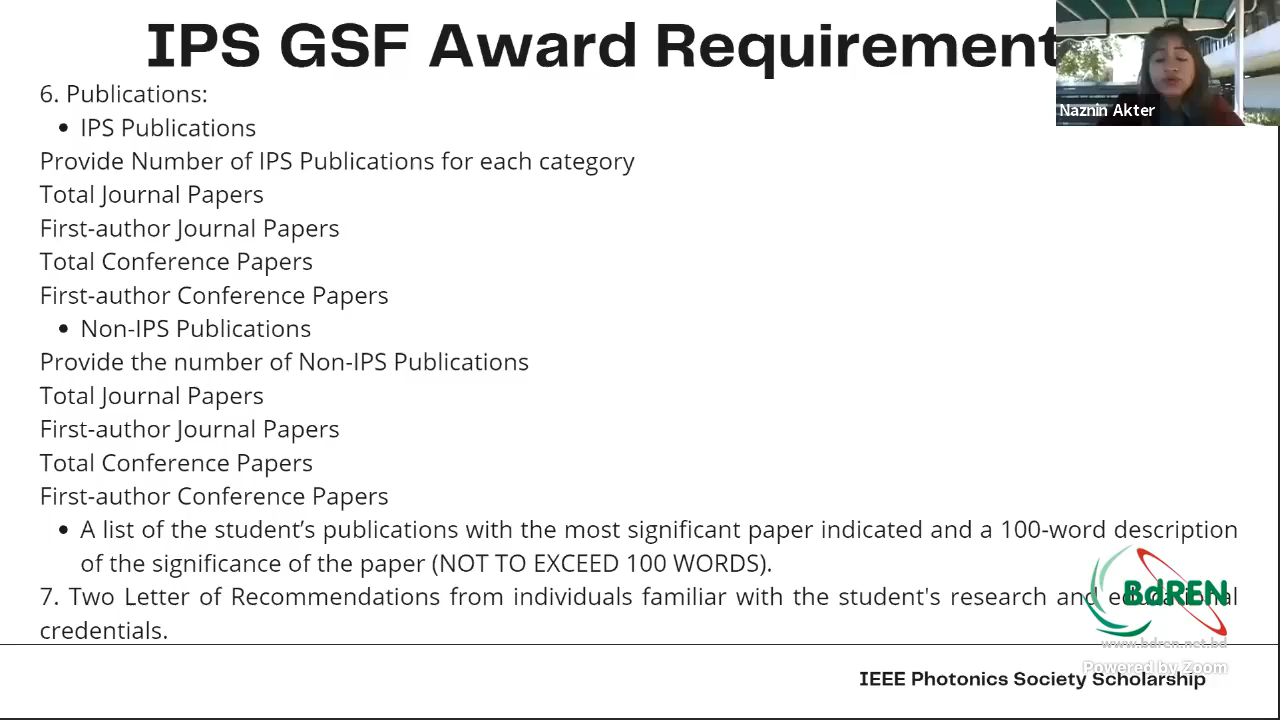 IPS GSF Award Requirement
Naznin Akter
6. Publications:
• IPS Publications
Provide Number of IPS Publications for each category
Total Journal Papers
First-author Journal Papers
Total Conference Papers
First-author Conference Papers
• Non-IPS Publications
Provide the number of Non-IPS Publications
Total Journal Papers
First-author Journal Papers
Total Conference Papers
First-author Conference Papers
• A list of the student’s publications with the most significant paper indicated and a 100-word description
of the significance of the paper (NOT TO EXCEED 100 WORDS).
7. Two Letter of Recommendations from individuals familiar with the student's research and educational
credentials.
BdREN
www.bdren.net.bd
Powered by Zoom
IEEE Photonics Society Scholarship